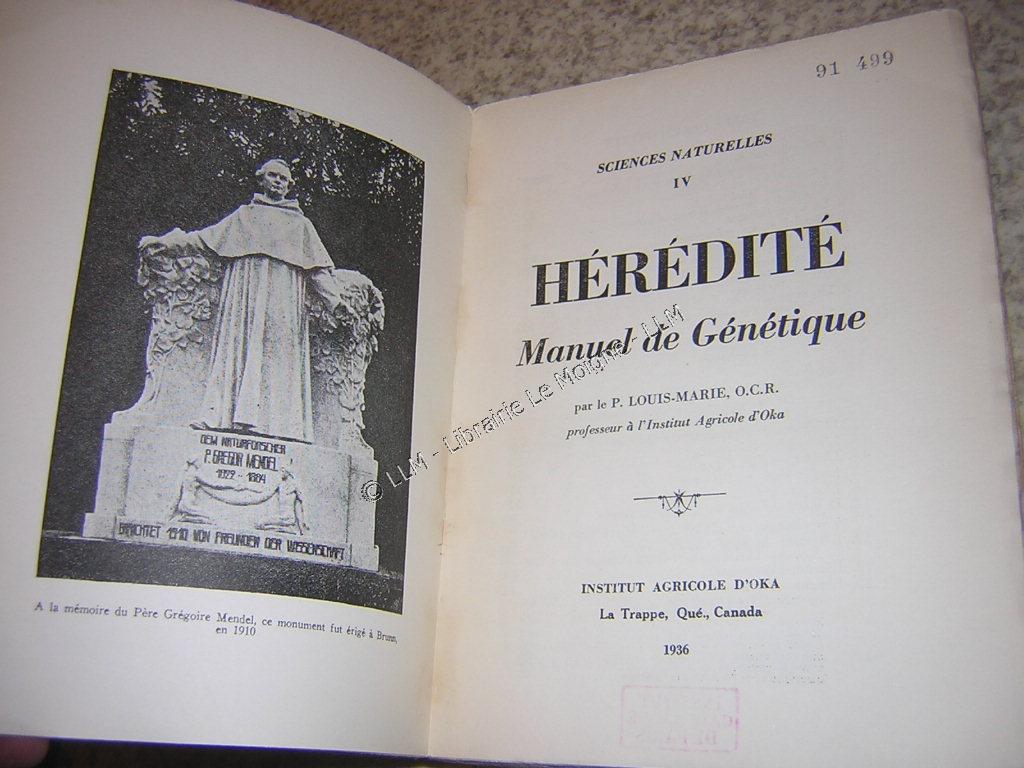 DEM NATURFORSCHER
P. GREGOR MENDEL
1822 - 1884
ERRICHTET 1910 VON FREUNDEN DER WISSENSCHAFT
A la mémoire du Père Grégoire Mendel, ce monument fut érigé à Brunn,
en 1910
91 499
SCIENCES NATURELLES
IV
HÉRÉDITÉ
Manuel de Génétique
par le P. LOUIS-MARIE, O.C.R.
professeur à l'Institut Agricole d'Oka
INSTITUT AGRICOLE D'OKA
La Trappe, Qué., Canada
1936
© LLM - Librairie Le Moigne - LLM